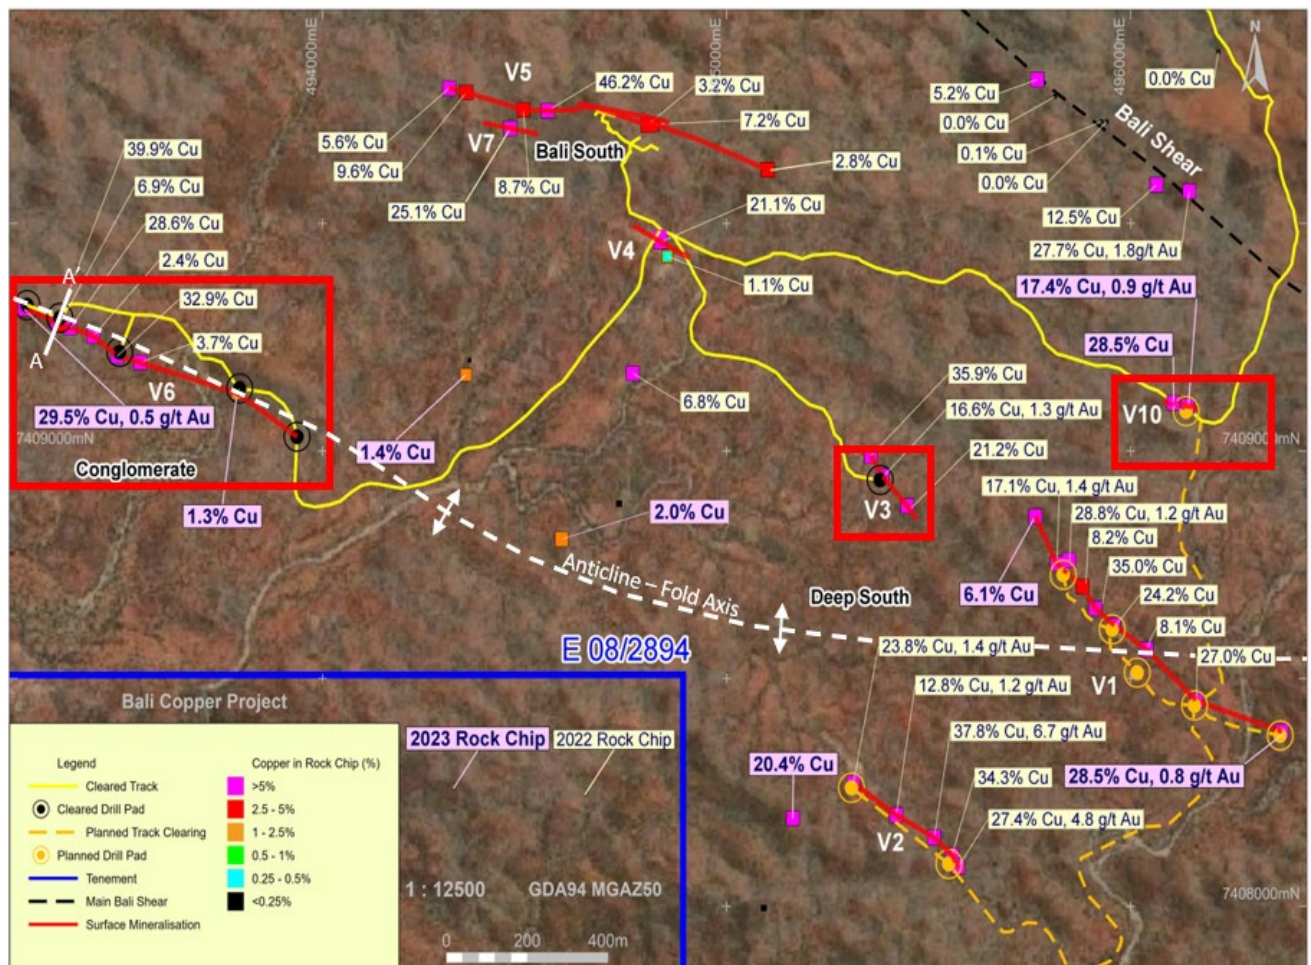 494000mE
495000mE
496000mE
N
V5
46.2% Cu
3.2% Cu
5.2% Cu
0.0% Cu
0.0% Cu
7.2% Cu
Bali Shear
39.9% Cu
5.6% Cu
V7
Bali South
0.1% Cu
9.6% Cu
2.8% Cu
6.9% Cu
8.7% Cu
0.0% Cu
28.6% Cu
25.1% Cu
21.1% Cu
12.5% Cu
V4
27.7% Cu, 1.8g/t Au
2.4% Cu
A'
1.1% Cu
17.4% Cu, 0.9 g/t Au
32.9% Cu
3.7% Cu
28.5% Cu
A
35.9% Cu
V6
6.8% Cu
16.6% Cu, 1.3 g/t Au
V10
29.5% Cu, 0.5 g/t Au
7409000mN
7409000mN
1.4% Cu
21.2% Cu
Conglomerate
17.1% Cu, 1.4 g/t Au
V3
1.3% Cu
2.0% Cu
28.8% Cu, 1.2 g/t Au
8.2% Cu
35.0% Cu
Anticline – Fold Axis
6.1% Cu
24.2% Cu
Deep South
8.1% Cu
E 08/2894
23.8% Cu, 1.4 g/t Au
27.0% Cu
V1
12.8% Cu, 1.2 g/t Au
37.8% Cu, 6.7 g/t Au
20.4% Cu
34.3% Cu
28.5% Cu, 0.8 g/t Au
27.4% Cu, 4.8 g/t Au
V2
7408000mN
Bali Copper Project
2023 Rock Chip
2022 Rock Chip
Legend
Cleared Track
Cleared Drill Pad
Planned Track Clearing
Planned Drill Pad
Tenement
Main Bali Shear
Surface Mineralisation
Copper in Rock Chip (%)
>5%
2.5 - 5%
1 - 2.5%
0.5 - 1%
0.25 - 0.5%
<0.25%
1 : 12500
GDA94 MGAZ50
0
200
400m